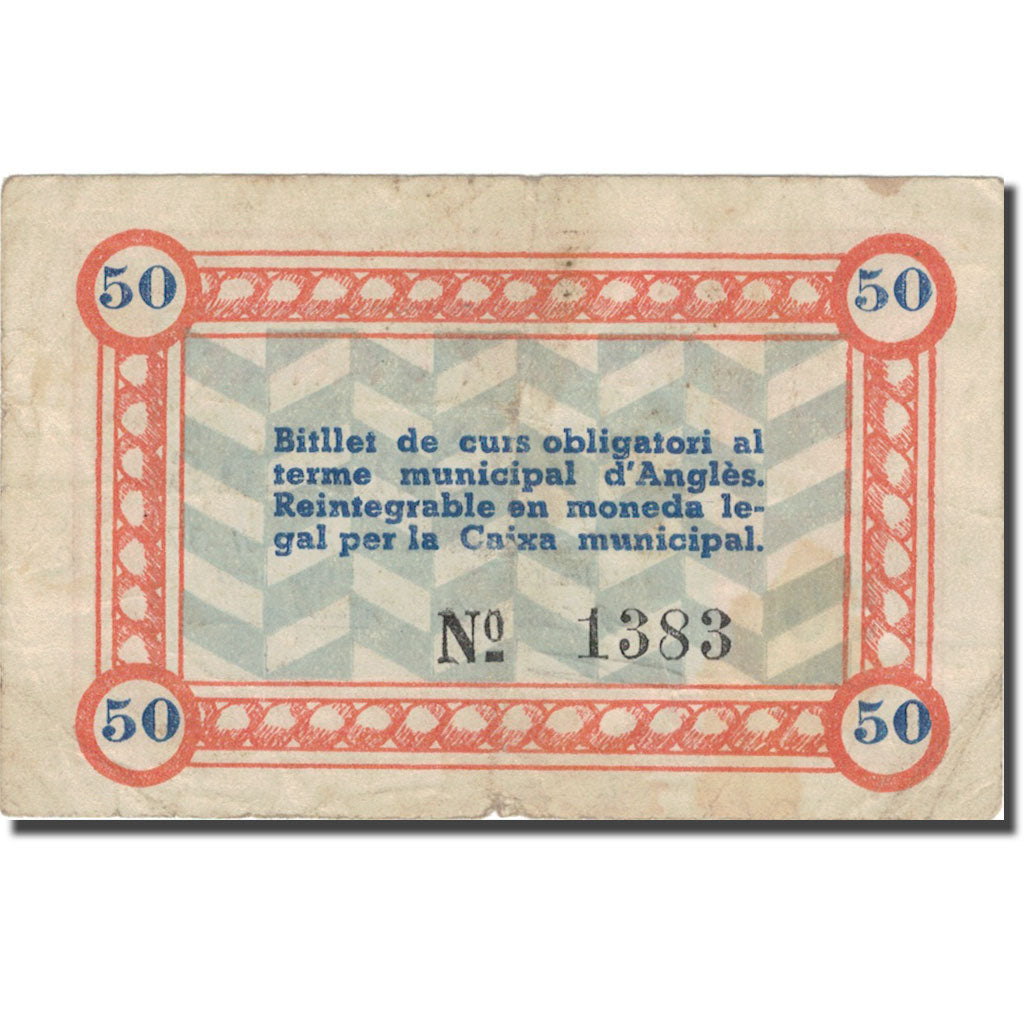 50 50
Bitllet de curs obligatori al
terme municipal d'Anglès.
Reintegrable en moneda le-
gal per la Caixa municipal.
Nº 1383
50 50